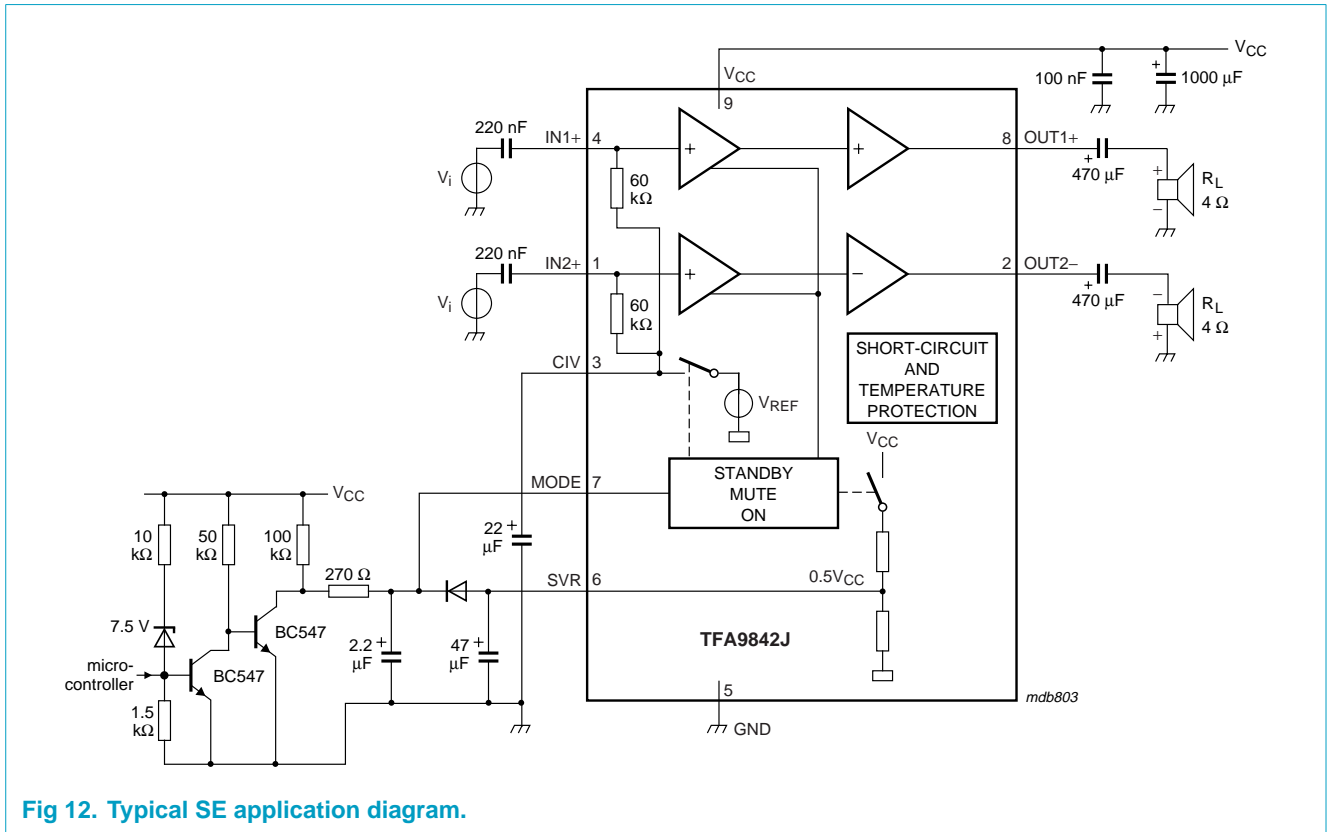 VCC
VCC
100 nF
+
1000 μF
9
220 nF
IN1+
4
+
+
8
OUT1+
Vi
60
kΩ
+
470 μF
+
−
RL
4 Ω
220 nF
IN2+
1
+
−
2
OUT2−
Vi
60
kΩ
+
470 μF
−
+
RL
4 Ω
SHORT-CIRCUIT
AND
TEMPERATURE
PROTECTION
CIV
3
VREF
VCC
STANDBY
MUTE
ON
MODE
7
VCC
10
kΩ
50
kΩ
100
kΩ
22
μF
+
270 Ω
SVR
6
0.5VCC
7.5 V
BC547
BC547
micro-
controller
2.2
μF
+
47
μF
+
TFA9842J
1.5
kΩ
5
GND
mdb803
Fig 12. Typical SE application diagram.